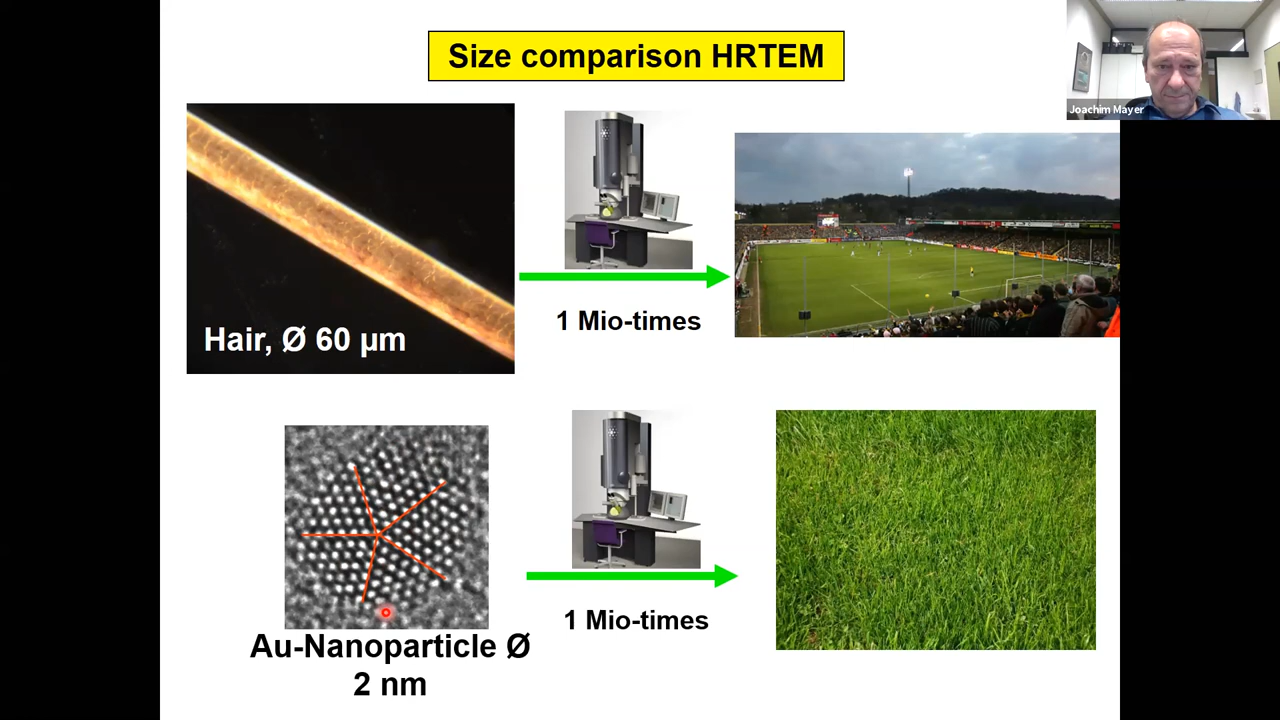 Size comparison HRTEM
Joachim Mayer
Hair, Ø 60 µm
1 Mio-times
1 Mio-times
Au-Nanoparticle Ø
2 nm